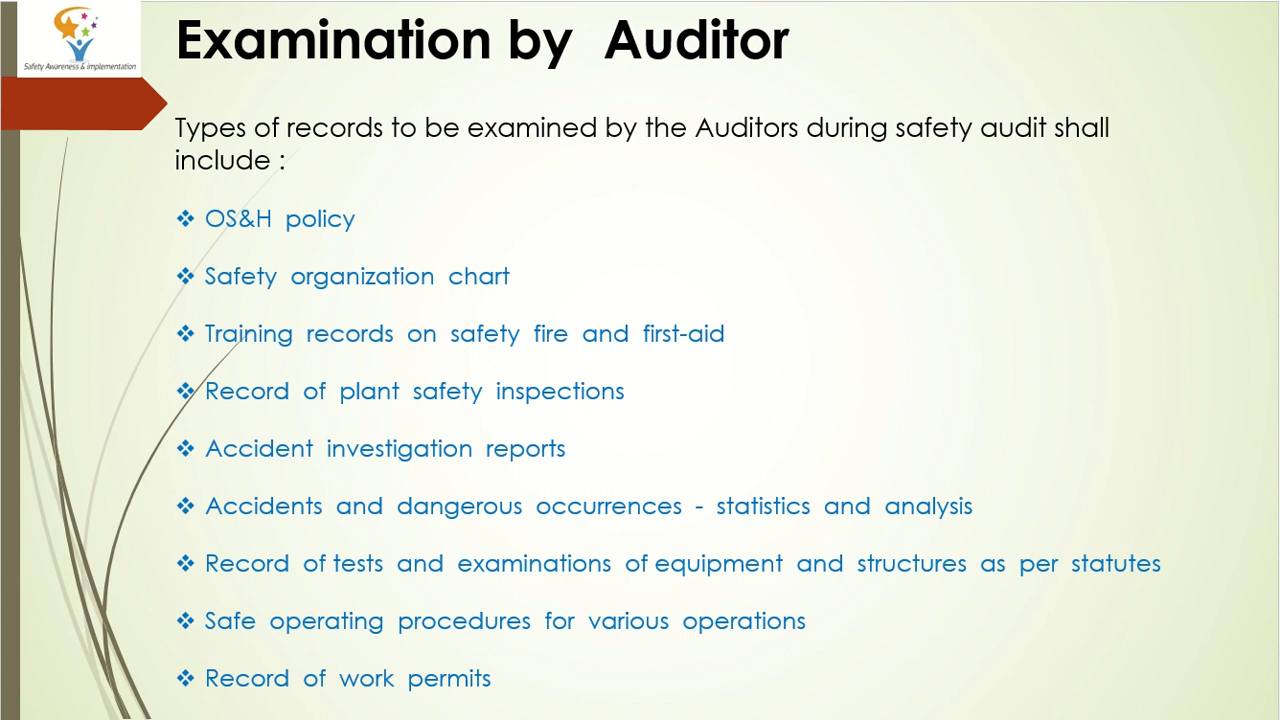 Safety Awareness & implementation
Examination by Auditor
Types of records to be examined by the Auditors during safety audit shall
include :
❖ OS&H policy
❖ Safety organization chart
❖ Training records on safety fire and first-aid
❖ Record of plant safety inspections
❖ Accident investigation reports
❖ Accidents and dangerous occurrences - statistics and analysis
❖ Record of tests and examinations of equipment and structures as per statutes
❖ Safe operating procedures for various operations
❖ Record of work permits